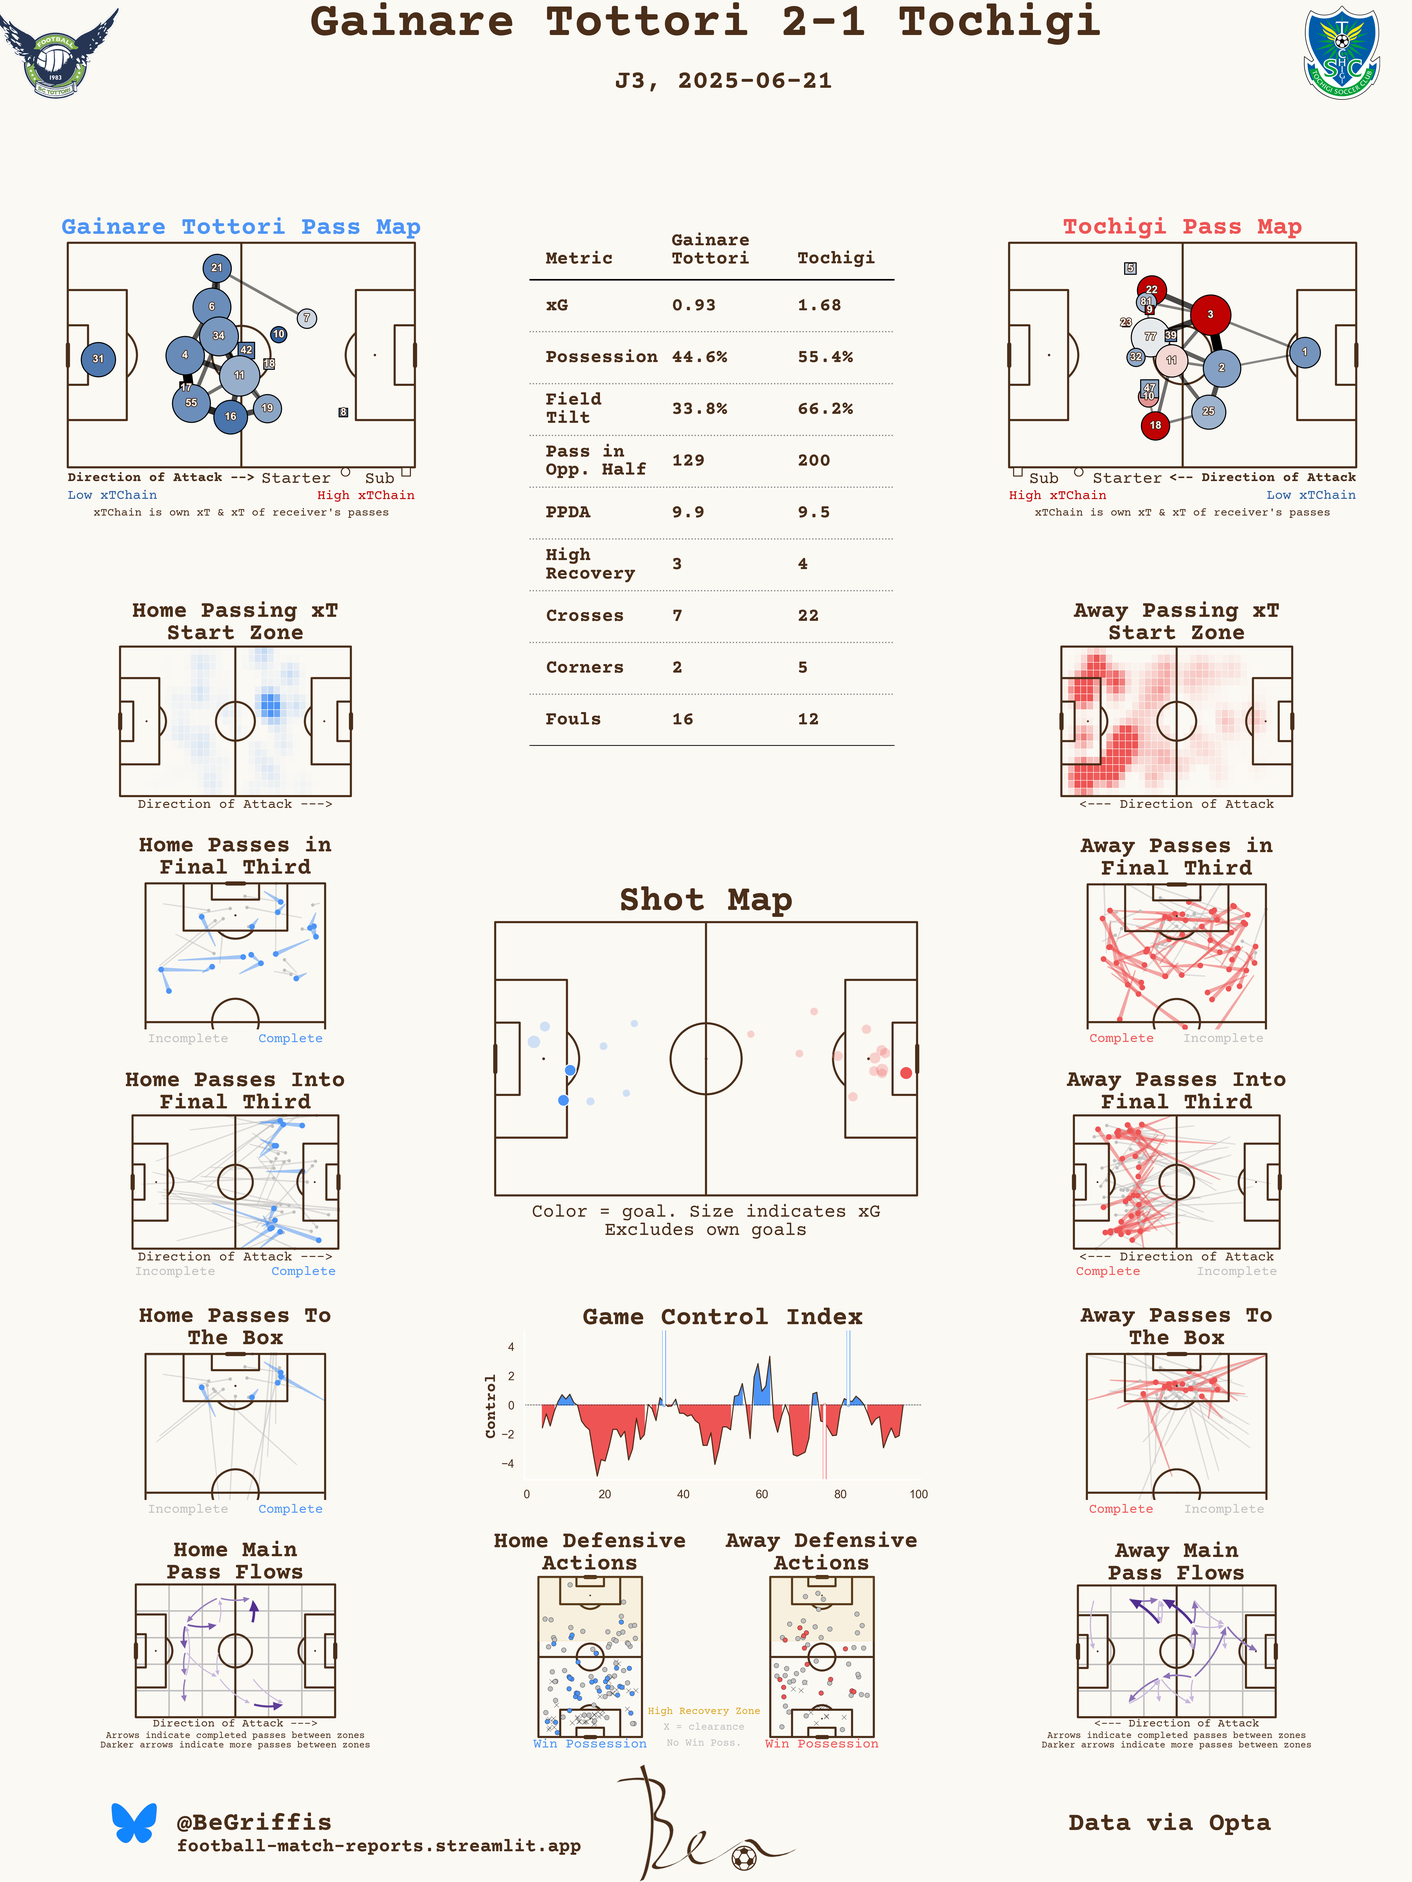 Gainare Tottori 2-1 Tochigi
J3, 2025-06-21
FOOTBALL
1983
SC TOTTORI
TOCHIGI
SC
TOCHIGI SOCCER CLUB
Gainare Tottori Pass Map
21
6
7
34
10
42
4
31
18
11
17
55
19
16
8
Direction of Attack --> Starter Sub
Low xTChain High xTChain
xTChain is own xT & xT of receiver's passes
Metric Gainare Tottori Tochigi
xG 0.93 1.68
Possession 44.6% 55.4%
Field Tilt 33.8% 66.2%
Pass in Opp. Half 129 200
PPDA 9.9 9.5
High Recovery 3 4
Crosses 7 22
Corners 2 5
Fouls 16 12
Tochigi Pass Map
5
22
81
9
3
23
77
39
32
11
1
2
47
10
25
18
Sub Starter <-- Direction of Attack
High xTChain Low xTChain
xTChain is own xT & xT of receiver's passes
Home Passing xT
Start Zone
Direction of Attack --->
Away Passing xT
Start Zone
<--- Direction of Attack
Home Passes in
Final Third
Incomplete Complete
Away Passes in
Final Third
Complete Incomplete
Shot Map
Color = goal. Size indicates xG
Excludes own goals
Home Passes Into
Final Third
Direction of Attack --->
Incomplete Complete
Away Passes Into
Final Third
<--- Direction of Attack
Complete Incomplete
Home Passes To
The Box
Incomplete Complete
Game Control Index
Control
4
2
0
−2
−4
0 20 40 60 80 100
Away Passes To
The Box
Complete Incomplete
Home Main
Pass Flows
Direction of Attack --->
Arrows indicate completed passes between zones
Darker arrows indicate more passes between zones
Home Defensive
Actions
Win Possession
Away Defensive
Actions
Win Possession
High Recovery Zone
X = clearance
No Win Poss.
Away Main
Pass Flows
<--- Direction of Attack
Arrows indicate completed passes between zones
Darker arrows indicate more passes between zones
@BeGriffis
football-match-reports.streamlit.app
Ben
Data via Opta